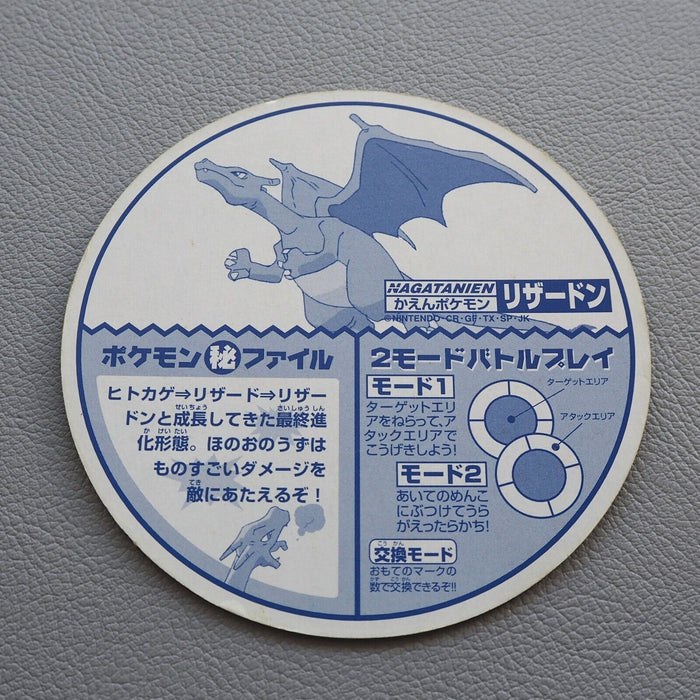 NAGATANIEN
かえんポケモン
リザードン
©NINTENDO・CR・GF・TX・SP・JK
ポケモン㊙ファイル
ヒトカゲ⇒リザード⇒リザー
ドンと成長してきた最終進
化形態。ほのおのうずは
ものすごいダメージを
敵にあたえるぞ！
2モードバトルプレイ
モード1
ターゲットエリ
アをねらって、ア
タックエリアで
こうげきしよう！
ターゲットエリア
アタックエリア
モード2
あいてのめんこ
にぶつけてうら
がえったらかち！
交換モード
おもてのマークの
数で交換できるぞ!!